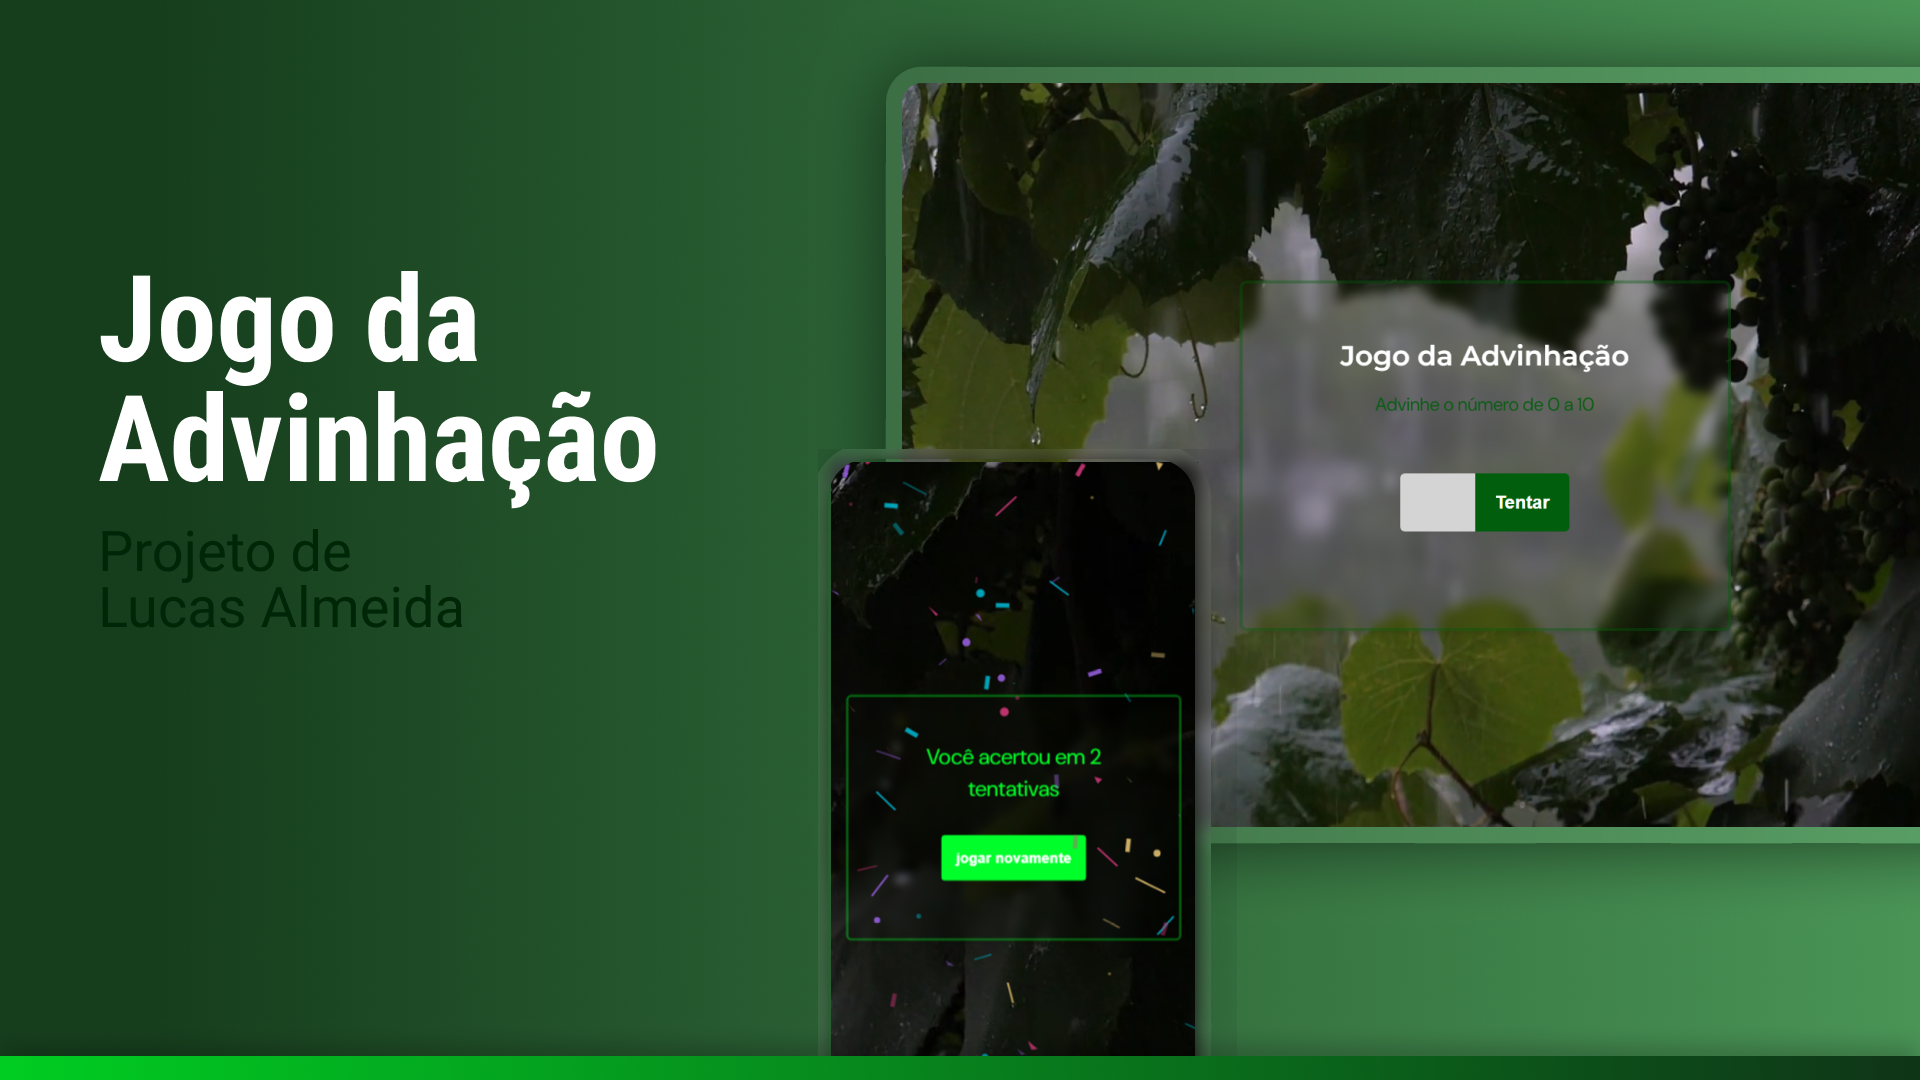 Jogo da
Advinhação
Projeto de
Lucas Almeida
Jogo da Advinhação
Advinhe o número de 0 a 10
Tentar
Você acertou em 2
tentativas
jogar novamente